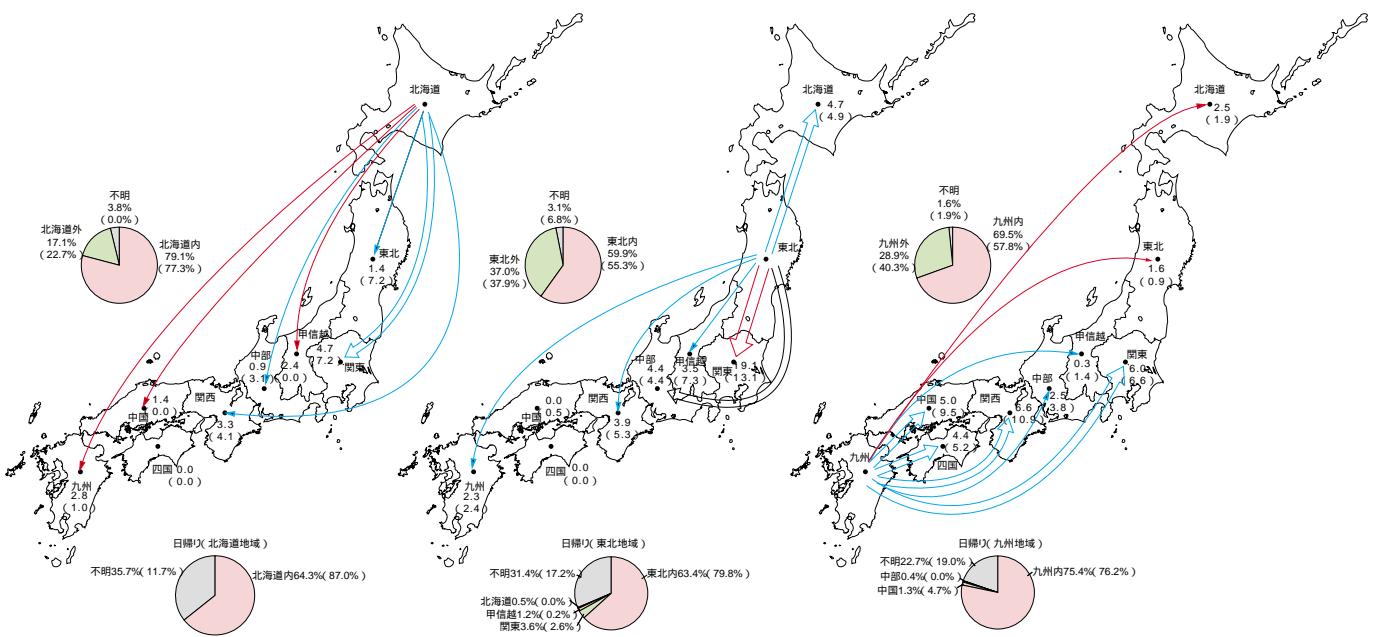 北海道
東北
1.4
( 7.2 )
甲信越
2.4
( 0.0 )
4.7
( 7.2 )
関東
中部
0.9
( 3.1 )
関西
3.3
( 4.1 )
1.4
( 0.0 )
中国
四国 0.0
( 0.0 )
九州
2.8
( 1.0 )
不明
3.8%
( 0.0% )
北海道外
17.1%
( 22.7% )
北海道内
79.1%
( 77.3% )
日帰り( 北海道地域 )
不明35.7%( 11.7% )
北海道内64.3%( 87.0% )
北海道
4.7
( 4.9 )
東北
甲信越
3.5
( 7.3 )
関東
( 13.1 )
中部
4.4
( 4.4 )
関西
3.9
( 5.3 )
0.0
( 0.5 )
中国
四国 0.0
( 0.0 )
九州
2.3
( 2.4 )
不明
3.1%
( 6.8% )
東北外
37.0%
( 37.9% )
東北内
59.9%
( 55.3% )
日帰り( 東北地域 )
不明31.4%( 17.2% )
東北内63.4%( 79.8% )
北海道0.5%( 0.0% )
甲信越1.2%( 0.2% )
関東3.6%( 2.6% )
北海道
2.5
( 1.9 )
東北
1.6
( 0.9 )
甲信越
0.3
( 1.4 )
関東
6.0
( 6.6 )
中部
2.5
( 3.8 )
関西
6.6
( 10.9 )
中国
5.0
( 9.5 )
4.4
( 5.2 )
四国
九州
不明
1.6%
( 1.9% )
九州外
28.9%
( 40.3% )
九州内
69.5%
( 57.8% )
日帰り( 九州地域 )
不明22.7%( 19.0% )
中部0.4%( 0.0% )
中国1.3%( 4.7% )
九州内75.4%( 76.2% )